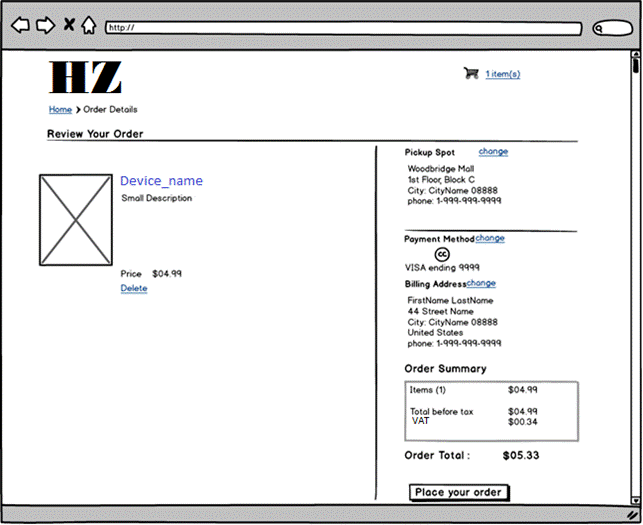 http://
HZ
1 item(s)
Home > Order Details
Review Your Order
Device_name
Small Description
Price $04.99
Delete
Pickup Spot change
Woodbridge Mall
1st Floor, Block C
City: CityName 08888
phone: 1-999-999-9999
Payment Method change
CC
VISA ending 9999
Billing Address change
FirstName LastName
44 Street Name
City: CityName 08888
United States
phone: 1-999-999-9999
Order Summary
Items (1) $04.99
Total before tax $04.99
VAT $00.34
Order Total : $05.33
Place your order